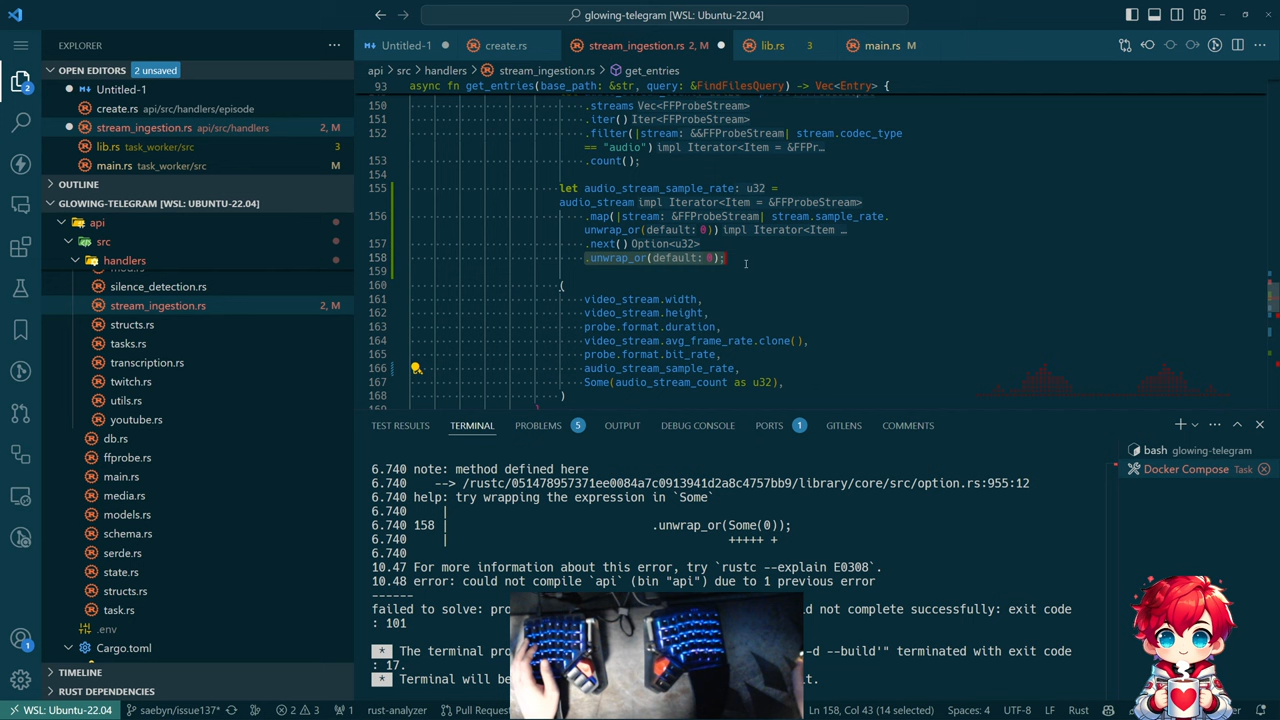 glowing-telegram [WSL: Ubuntu-22.04]
EXPLORER
Untitled-1
create.rs
stream_ingestion.rs 2, M
lib.rs 3
main.rs M
OPEN EDITORS
2 unsaved
Untitled-1
create.rs api/src/handlers/episode
stream_ingestion.rs api/src/handlers 2, M
lib.rs task_worker/src 3
main.rs task_worker/src M
OUTLINE
GLOWING-TELEGRAM [WSL: UBUNTU-22.04]
api
src
handlers
silence_detection.rs
stream_ingestion.rs 2, M
structs.rs
tasks.rs
transcription.rs
twitch.rs
utils.rs
youtube.rs
db.rs
ffprobe.rs
main.rs
media.rs
models.rs
schema.rs
serde.rs
state.rs
structs.rs
task.rs
.env
Cargo.toml
TIMELINE
RUST DEPENDENCIES
2
1
api > src > handlers > stream_ingestion.rs > get_entries
93 async fn get_entries(base_path: &str, query: &FindFilesQuery) -> Vec<Entry> {
150 .streams Vec<FFProbeStream>
151 .iter() Iter<FFProbeStream>
152 .filter(|stream: &&FFProbeStream| stream.codec_type
== "audio") impl Iterator<Item = &FFPr…
153 .count();
154
155 let audio_stream_sample_rate: u32 =
audio_stream impl Iterator<Item = &FFProbeStream>
156 .map(|stream: &FFProbeStream| stream.sample_rate.
unwrap_or(default: 0)) impl Iterator<Item …
157 .next() Option<u32>
158 .unwrap_or(default: 0);
159
160 (
161 video_stream.width,
162 video_stream.height,
163 probe.format.duration,
164 video_stream.avg_frame_rate.clone(),
165 probe.format.bit_rate,
166 audio_stream_sample_rate,
167 Some(audio_stream_count as u32),
168 )
TEST RESULTS
TERMINAL
PROBLEMS 5
OUTPUT
DEBUG CONSOLE
PORTS 1
GITLENS
COMMENTS
6.740 note: method defined here
6.740 --> /rustc/051478957371ee0084a7c0913941d2a8c4757bb9/library/core/src/option.rs:955:12
6.740 help: try wrapping the expression in `Some`
6.740 |
6.740 158 | .unwrap_or(Some(0));
6.740 | +++++ +
6.740
10.47 For more information about this error, try `rustc --explain E0308`.
10.48 error: could not compile `api` (bin "api") due to 1 previous error
------
failed to solve: pro
ld not complete successfully: exit code
: 101
* The terminal pro
-d --build'" terminated with exit code
: 17.
* Terminal will be
t.
bash glowing-telegram
Docker Compose Task
WSL: Ubuntu-22.04
saebyn/issue137*
2 3
1
rust-analyzer
Pull Reque
Ln 158, Col 43 (14 selected)
Spaces: 4
UTF-8
LF
Rust